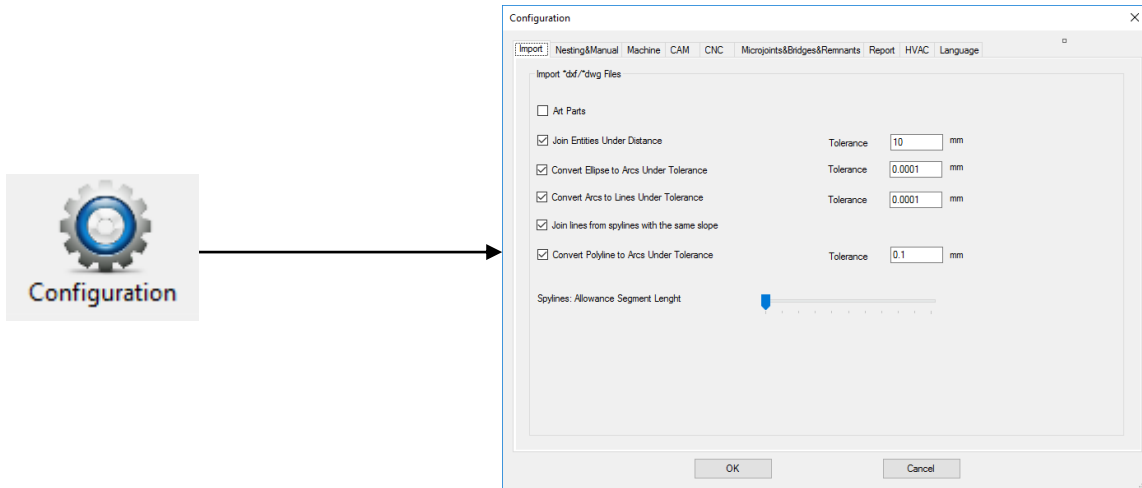 Configuration
Configuration
Import Nesting&Manual Machine CAM CNC Microjoints&Bridges&Remnants Report HVAC Language
Import *dxf/*dwg Files
Art Parts
Join Entities Under Distance Tolerance 10 mm
Convert Ellipse to Arcs Under Tolerance Tolerance 0.0001 mm
Convert Arcs to Lines Under Tolerance Tolerance 0.0001 mm
Join lines from spylines with the same slope
Convert Polyline to Arcs Under Tolerance Tolerance 0.1 mm
Spylines: Allowance Segment Lenght
OK Cancel